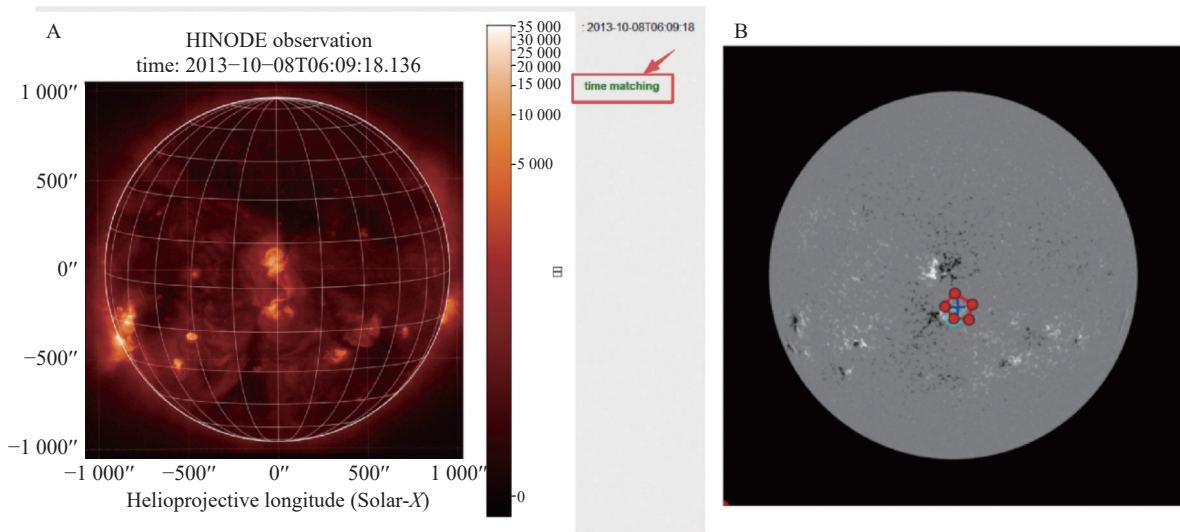 A
HINODE observation
time: 2013−10−08T06:09:18.136
1 000″
500″
0″
−500″
−1 000″
−1 000″
−500″
0″
500″
1 000″
Helioprojective longitude (Solar-X)
35 000
30 000
25 000
20 000
15 000
10 000
5 000
0
: 2013-10-08T06:09:18
time matching
B